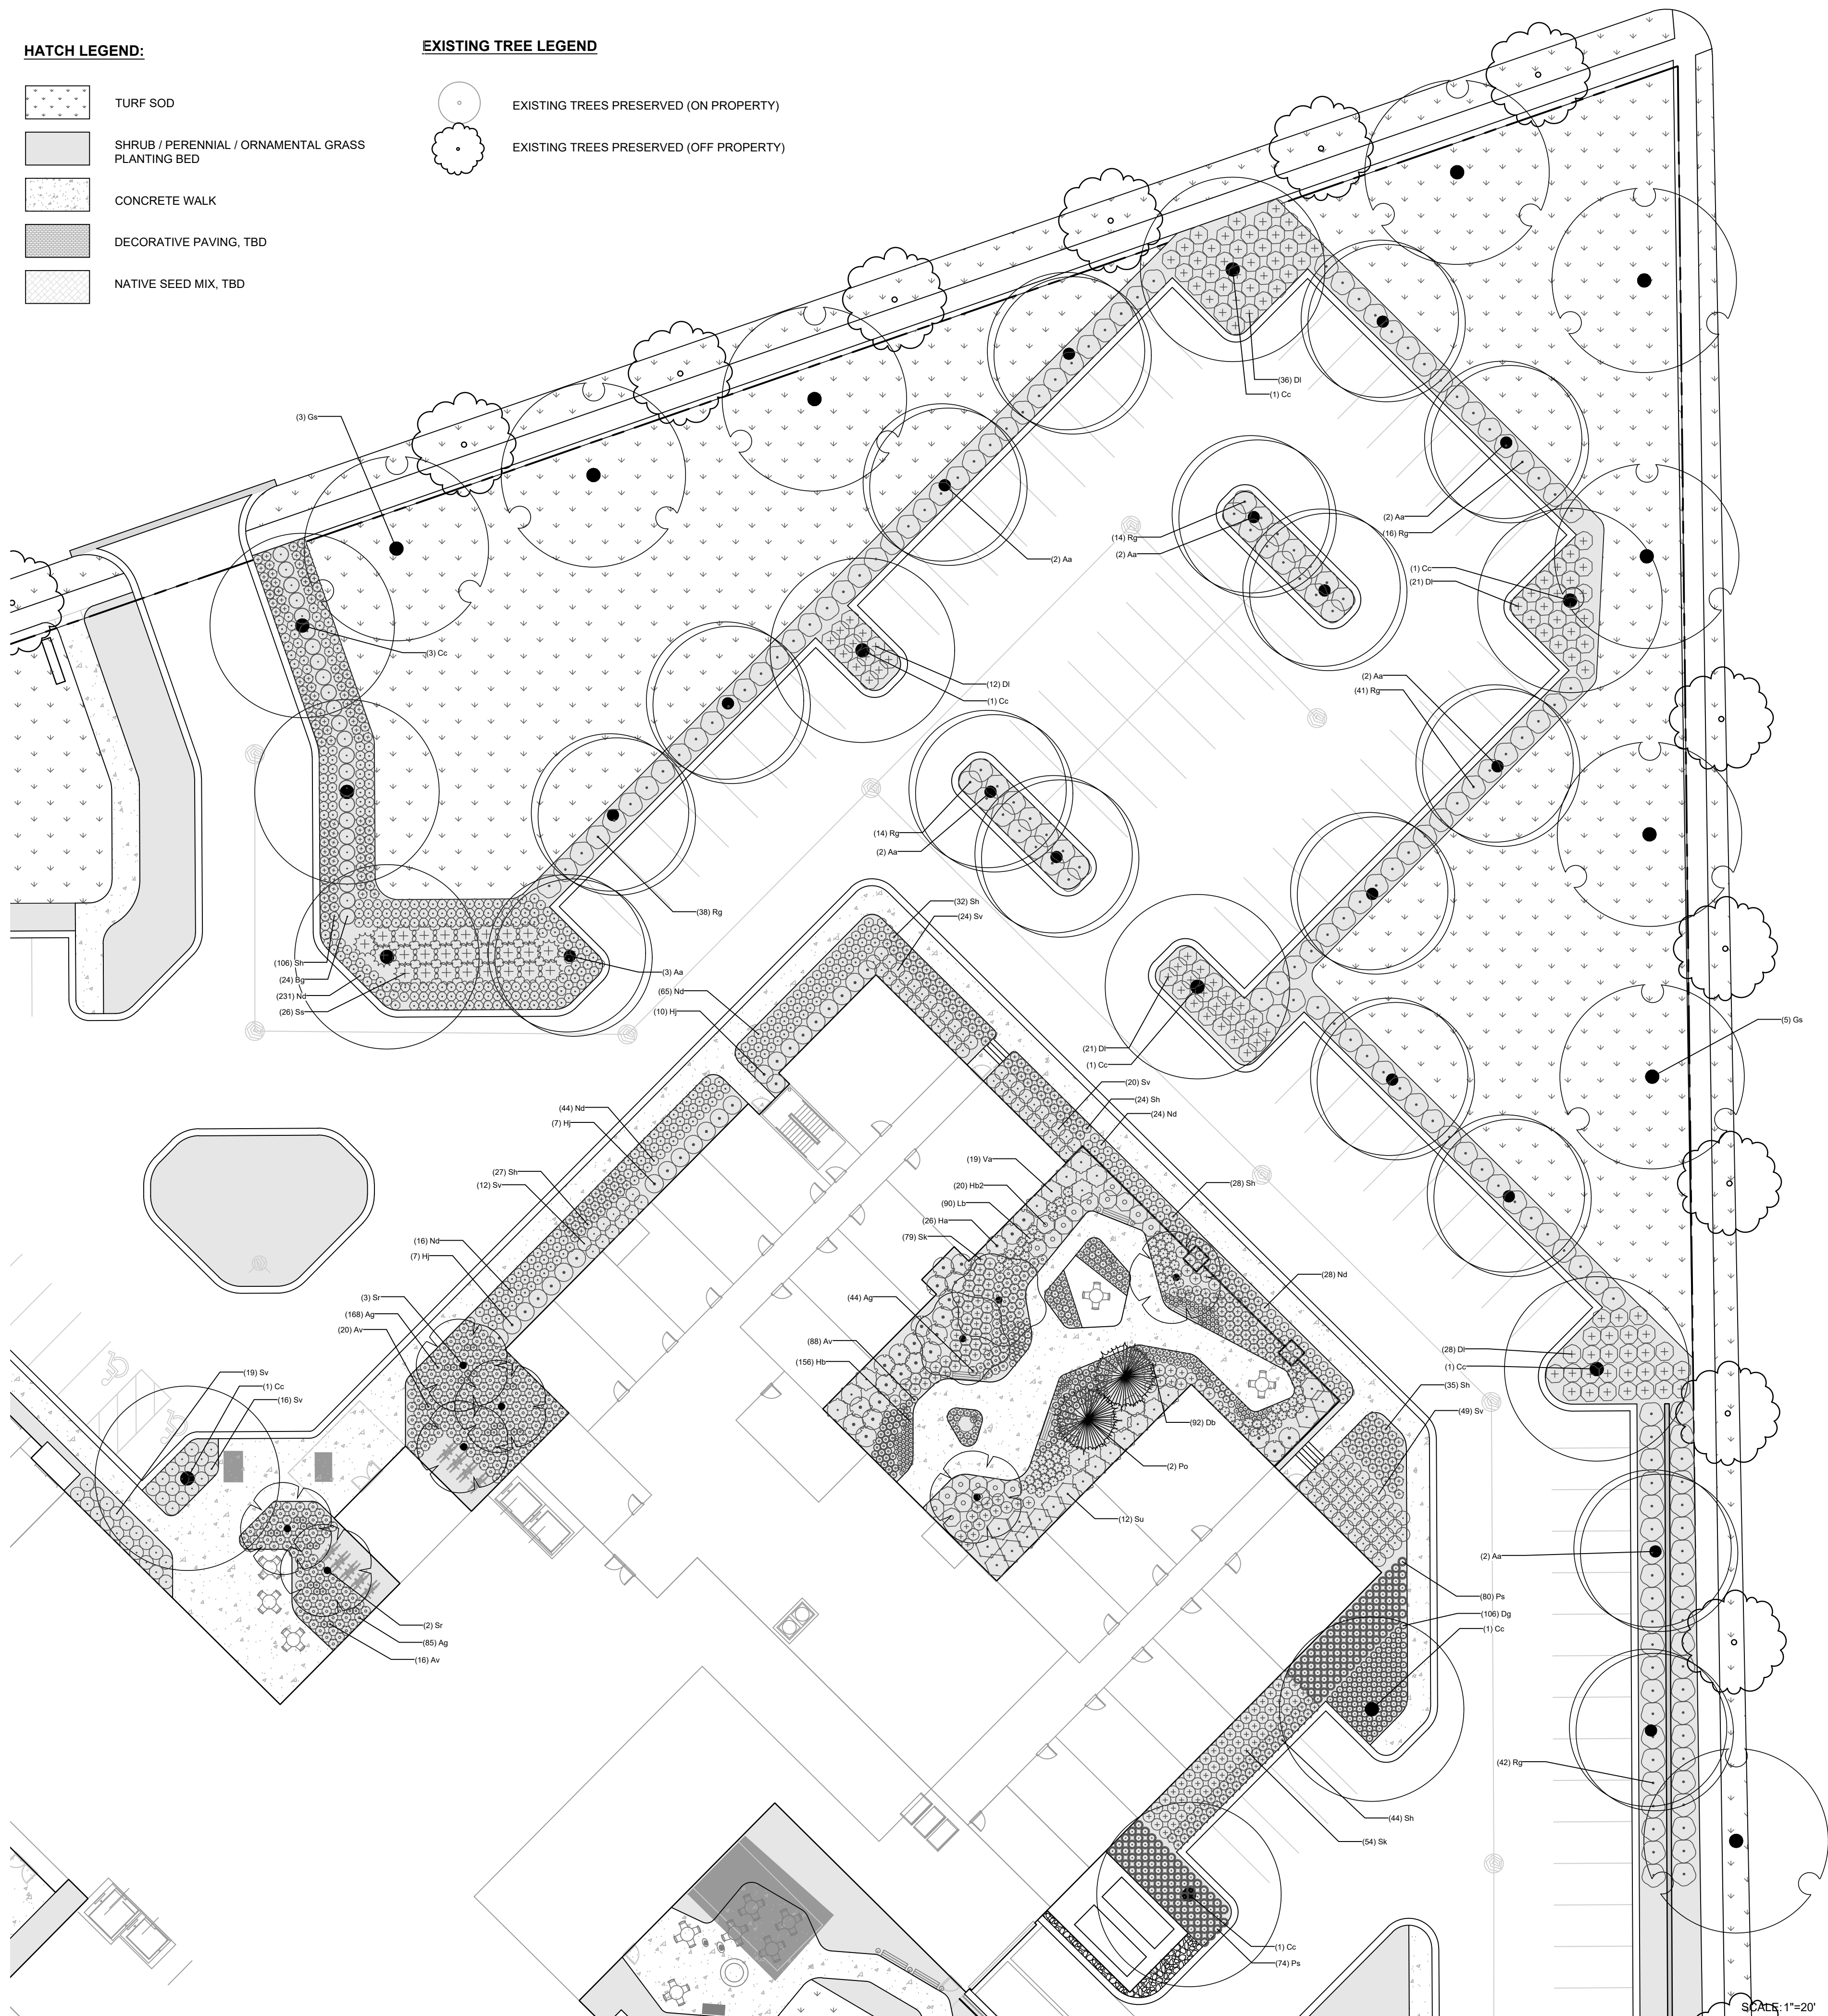 HATCH LEGEND:
TURF SOD
SHRUB / PERENNIAL / ORNAMENTAL GRASS
PLANTING BED
CONCRETE WALK
DECORATIVE PAVING, TBD
NATIVE SEED MIX, TBD
EXISTING TREE LEGEND
EXISTING TREES PRESERVED (ON PROPERTY)
EXISTING TREES PRESERVED (OFF PROPERTY)
(36) Dl
(1) Cc
(3) Gs
(2) Aa
(16) Rg
(14) Rg
(2) Aa
(2) Aa
(1) Cc
(21) Dl
(3) Cc
(12) Dl
(1) Cc
(2) Aa
(41) Rg
(14) Rg
(2) Aa
(38) Rg
(32) Sh
(24) Sv
(106) Sh
(24) Bg
(231) Nd
(26) Ss
(3) Aa
(65) Nd
(10) Hj
(5) Gs
(21) Dl
(1) Cc
(20) Sv
(24) Sh
(24) Nd
(44) Nd
(7) Hj
(19) Va
(20) Hb2
(90) Lb
(26) Ha
(79) Sk
(28) Sh
(27) Sh
(12) Sv
(16) Nd
(7) Hj
(28) Nd
(3) Sr
(168) Ag
(20) Av
(44) Ag
(88) Av
(156) Hb
(28) Dl
(1) Cc
(35) Sh
(49) Sv
(19) Sv
(1) Cc
(16) Sv
(92) Db
(2) Po
(12) Su
(2) Aa
(80) Ps
(106) Dg
(1) Cc
(2) Sr
(85) Ag
(16) Av
(42) Rg
(44) Sh
(54) Sk
(1) Cc
(74) Ps
SCALE: 1"=20'